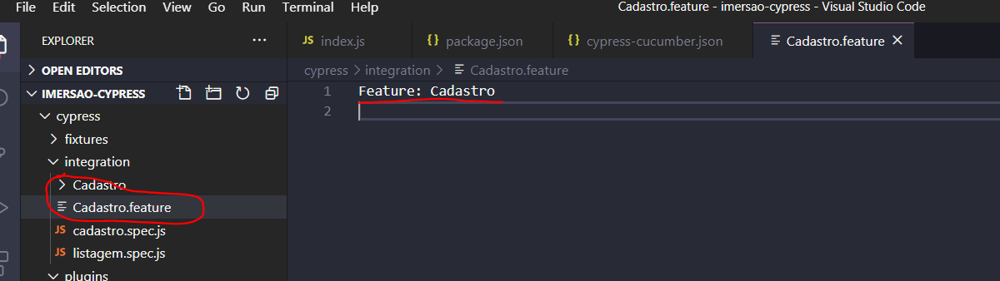 File Edit Selection View Go Run Terminal Help Cadastro.feature - imersao-cypress - Visual Studio Code
EXPLORER ···
JS index.js {} package.json {} cypress-cucumber.json Cadastro.feature
OPEN EDITORS
cypress > integration > Cadastro.feature
IMERSAO-CYPRESS
1 Feature: Cadastro
2
cypress
fixtures
integration
Cadastro
Cadastro.feature
JS cadastro.spec.js
JS listagem.spec.js
plugins